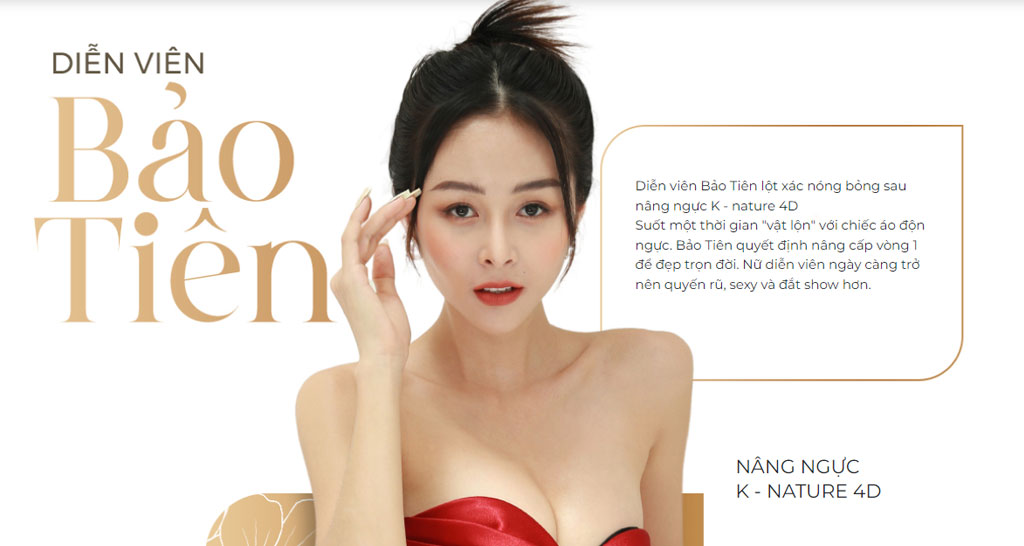 DIỄN VIÊN
Bảo
Tiên
Diễn viên Bảo Tiên lột xác nóng bỏng sau
nâng ngực K - nature 4D
Suốt một thời gian "vật lộn" với chiếc áo độn
ngực. Bảo Tiên quyết định nâng cấp vòng 1
để đẹp trọn đời. Nữ diễn viên ngày càng trở
nên quyến rũ, sexy và đắt show hơn.
NÂNG NGỰC
K - NATURE 4D